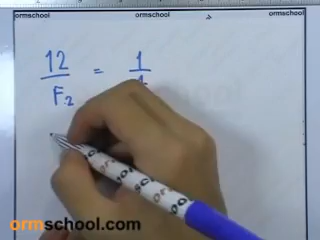 ormschool ormschool ormschool
12 / F₂ = 1 /
ormschool.com